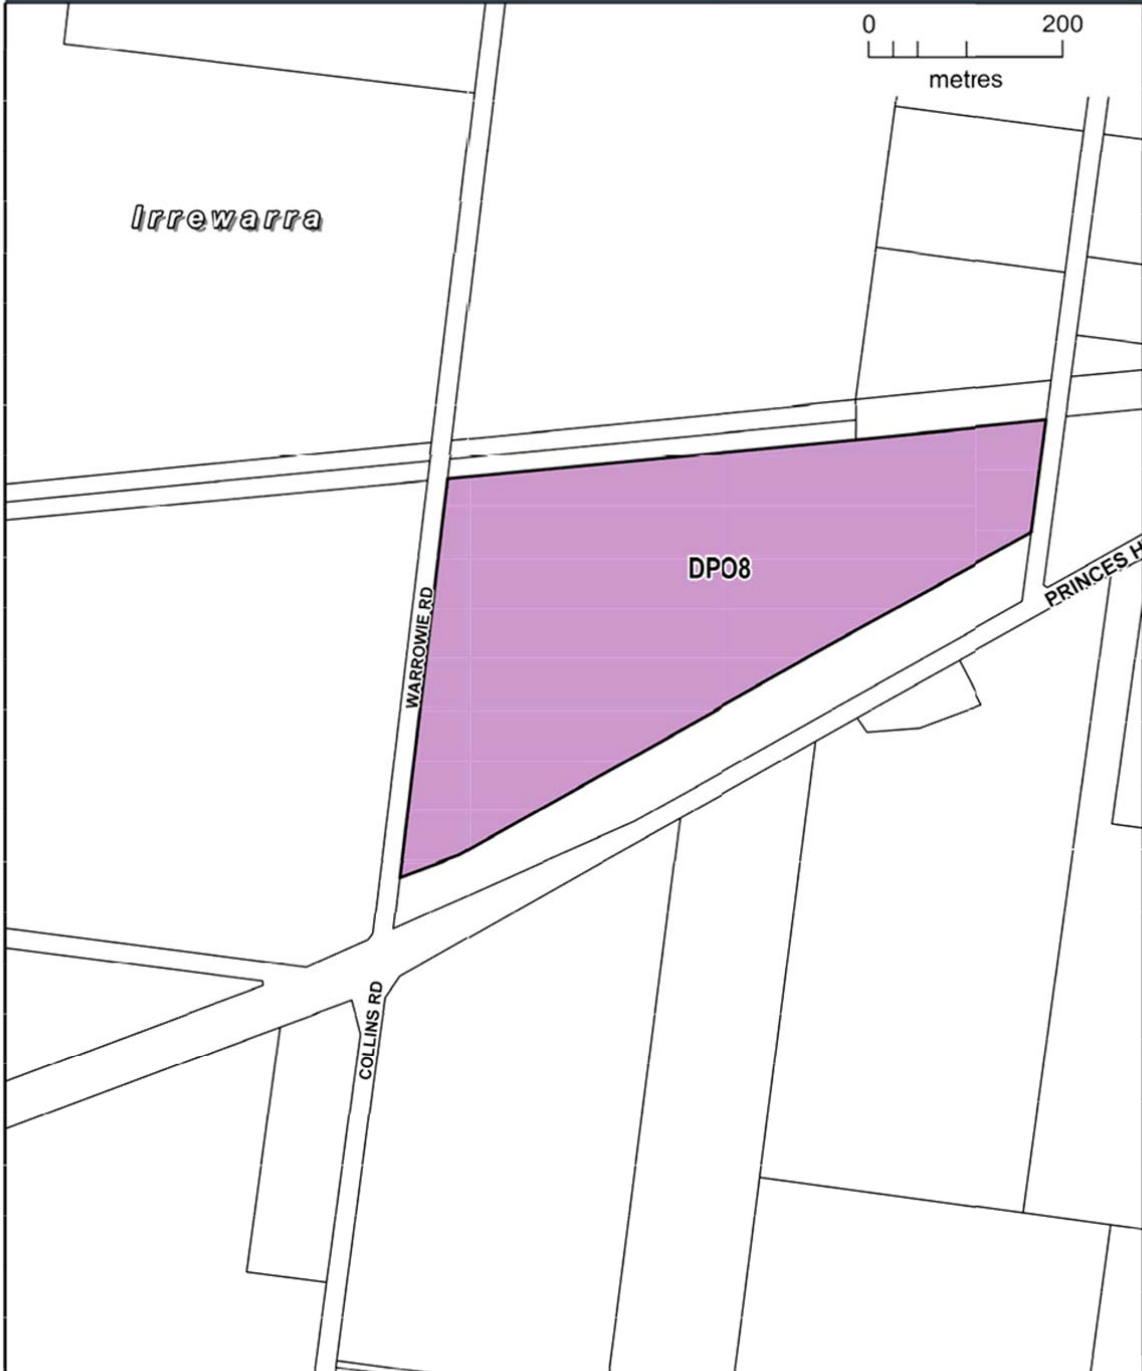 0 200
metres
Irrewarra
DPO8
PRINCES H
WARROWIE RD
COLLINS RD